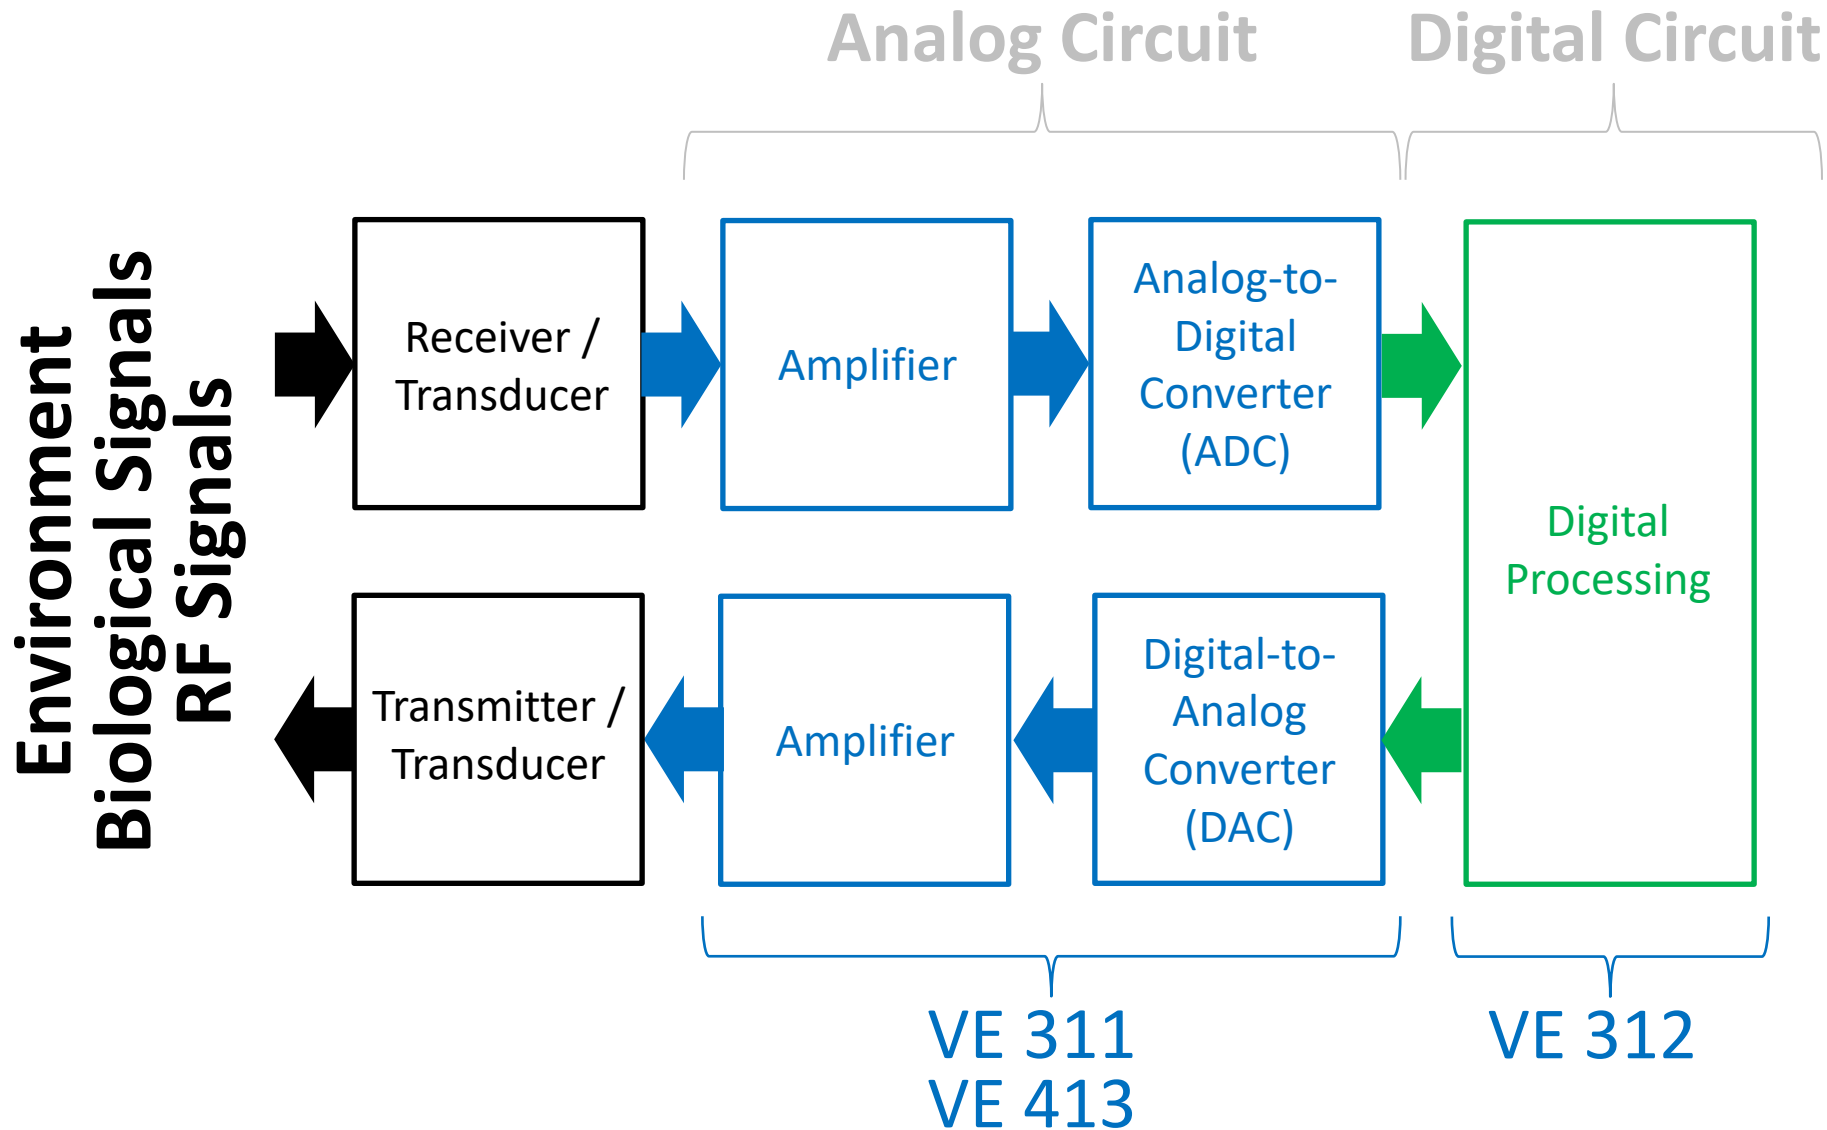 Analog Circuit
Digital Circuit
Environment
Biological Signals
RF Signals
Receiver /
Transducer
Amplifier
Analog-to-
Digital
Converter
(ADC)
Digital
Processing
Transmitter /
Transducer
Amplifier
Digital-to-
Analog
Converter
(DAC)
VE 311
VE 413
VE 312